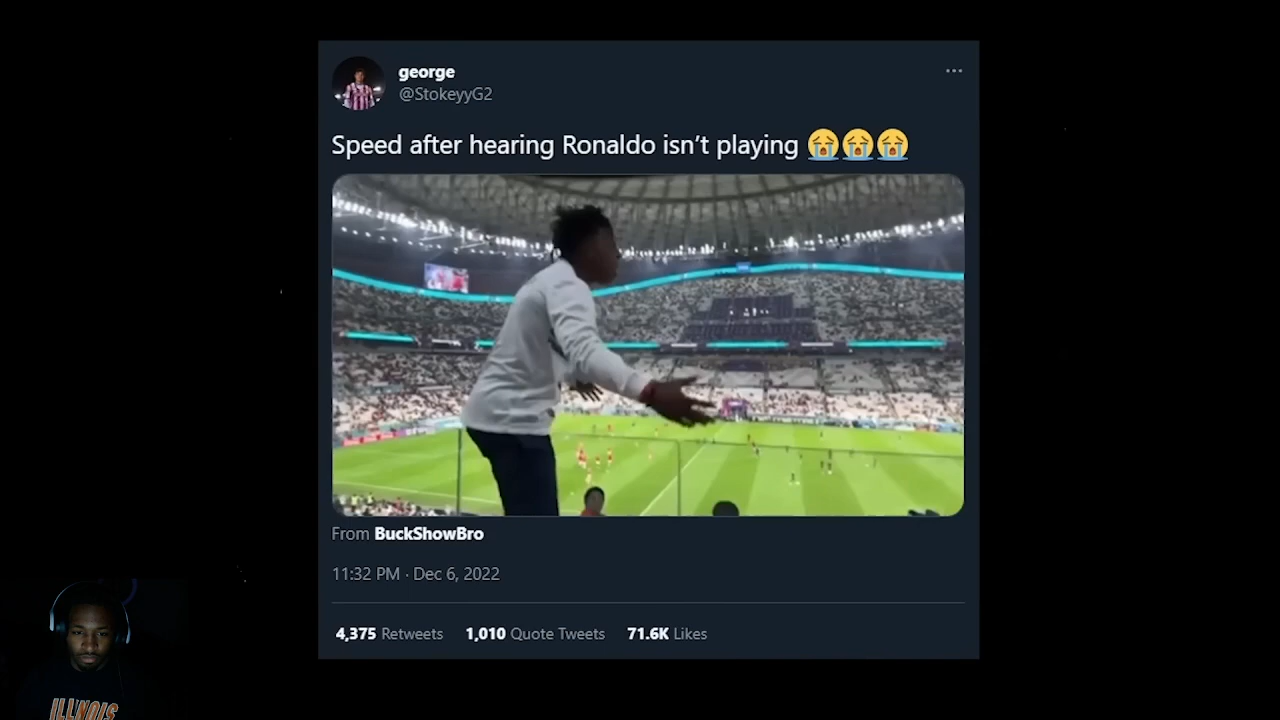 george
@StokeyyG2
Speed after hearing Ronaldo isn't playing 😭😭😭
From BuckShowBro
11:32 PM · Dec 6, 2022
4,375 Retweets 1,010 Quote Tweets 71.6K Likes
ILLINOIS